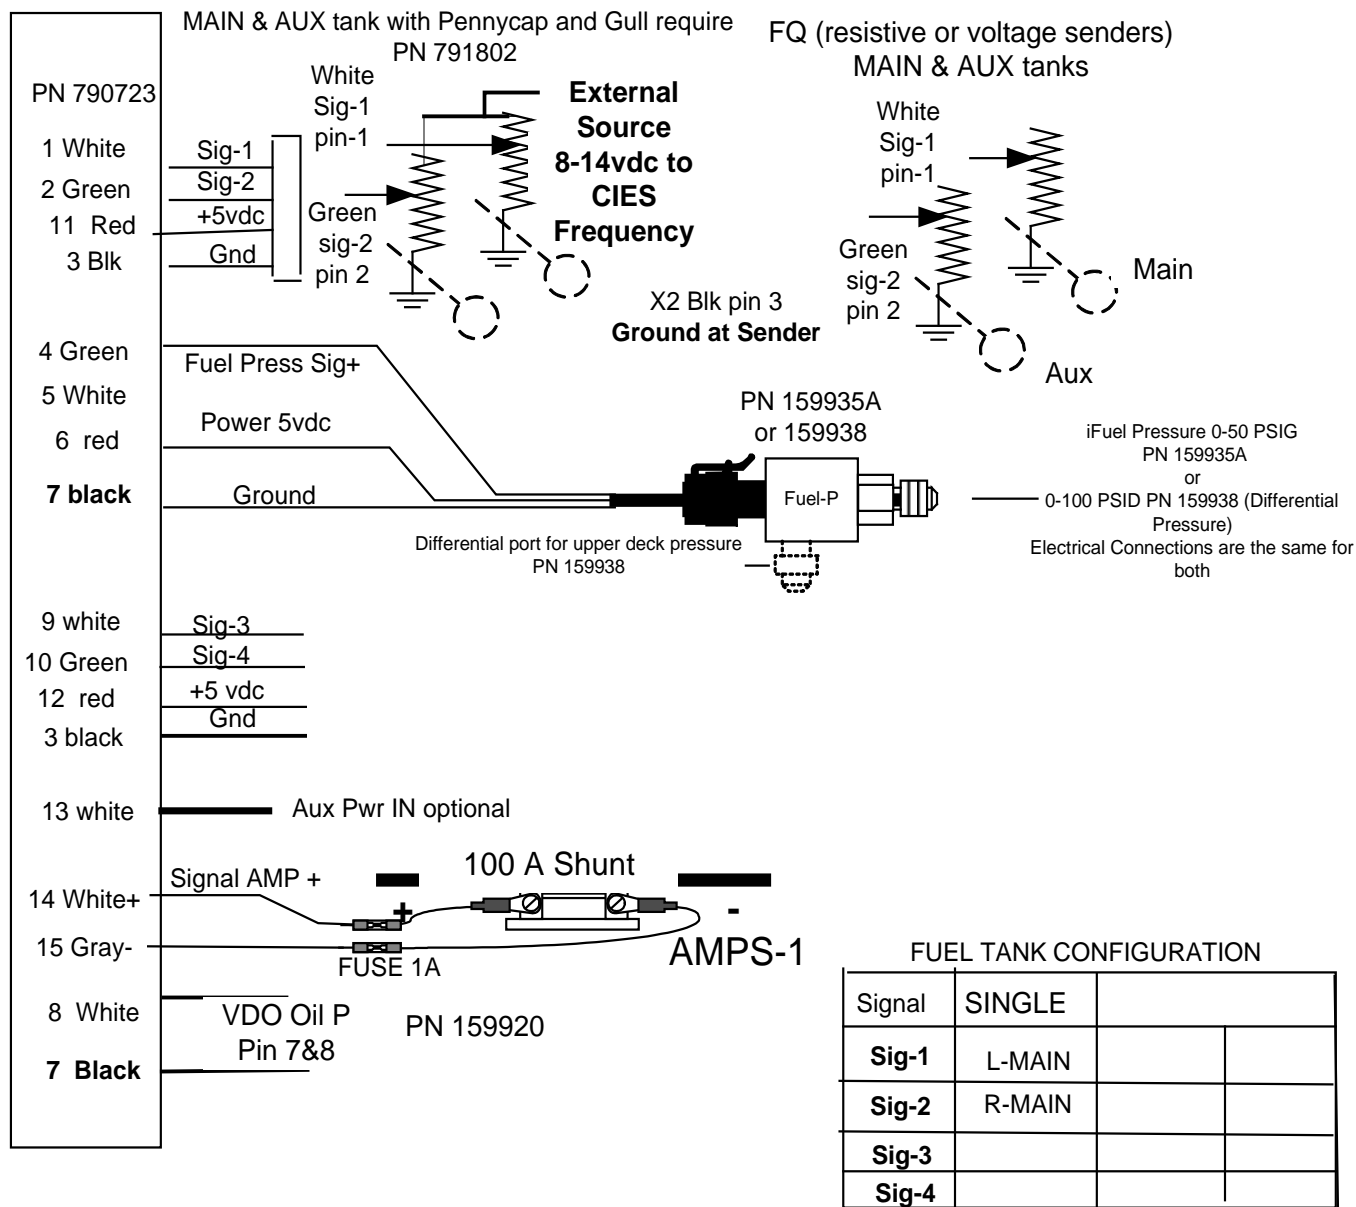 MAIN & AUX tank with Pennycap and Gull require
PN 791802
FQ (resistive or voltage senders)
MAIN & AUX tanks
PN 790723
1 White
2 Green
11 Red
3 Blk
Sig-1
Sig-2
+5vdc
Gnd
White
Sig-1
pin-1
Green
sig-2
pin 2
External
Source
8-14vdc to
CIES
Frequency
White
Sig-1
pin-1
Green
sig-2
pin 2
Main
Aux
X2 Blk pin 3
Ground at Sender
4 Green
5 White
6 red
7 black
Fuel Press Sig+
Power 5vdc
Ground
PN 159935A
or 159938
Fuel-P
iFuel Pressure 0-50 PSIG
PN 159935A
or
0-100 PSID PN 159938 (Differential
Pressure)
Electrical Connections are the same for
both
Differential port for upper deck pressure
PN 159938
9 white
10 Green
12 red
3 black
Sig-3
Sig-4
+5 vdc
Gnd
13 white
Aux Pwr IN optional
14 White+
15 Gray-
Signal AMP +
100 A Shunt
+
-
FUSE 1A
AMPS-1
8 White
7 Black
VDO Oil P
Pin 7&8
PN 159920
FUEL TANK CONFIGURATION
Signal SINGLE
Sig-1 L-MAIN
Sig-2 R-MAIN
Sig-3
Sig-4